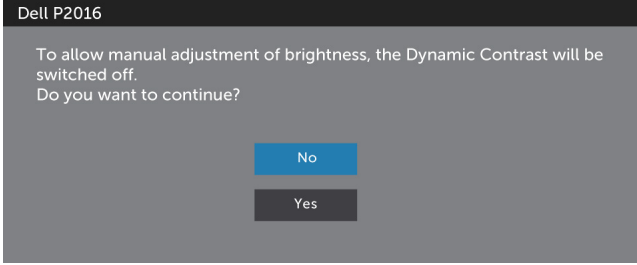 Dell P2016
To allow manual adjustment of brightness, the Dynamic Contrast will be
switched off.
Do you want to continue?
No
Yes